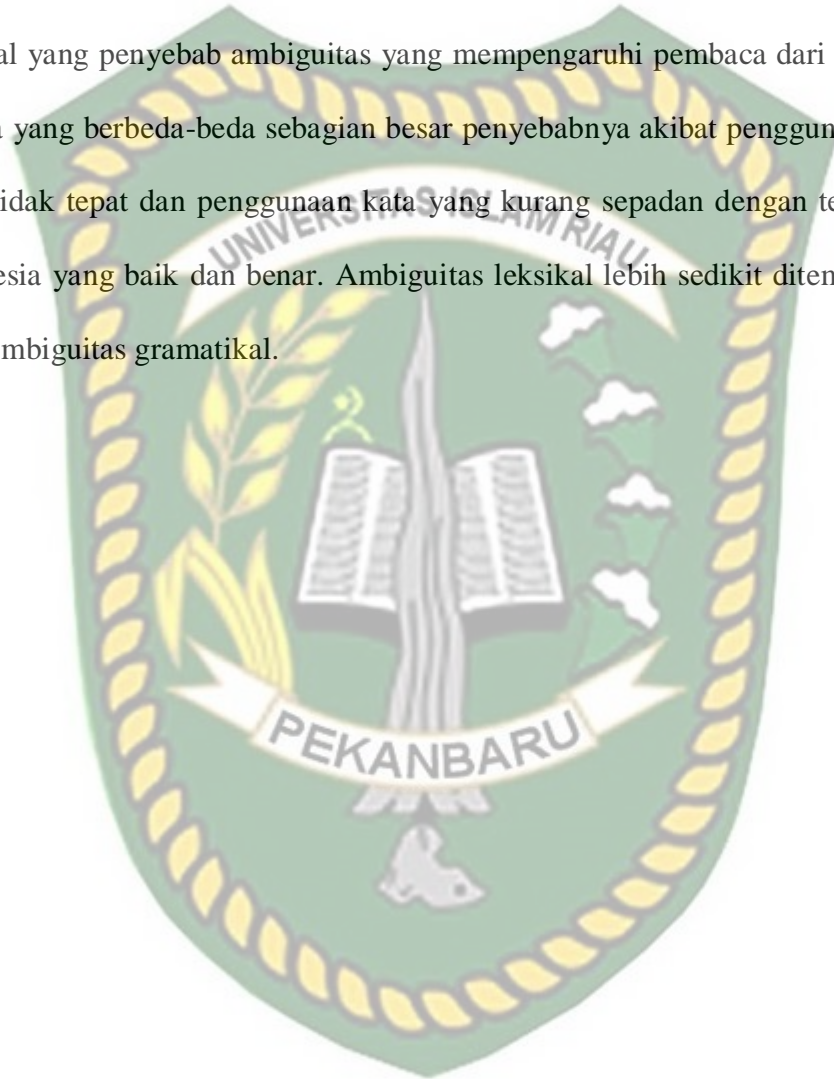 al yang penyebab ambiguitas yang mempengaruhi pembaca dari
yang berbeda-beda sebagian besar penyebabnya akibat penggun
idak tepat dan penggunaan kata yang kurang sepadan dengan te
esia yang baik dan benar. Ambiguitas leksikal lebih sedikit ditem
mbiguitas gramatikal.
UNIVERSITAS ISLAM RIAU
PEKANBARU